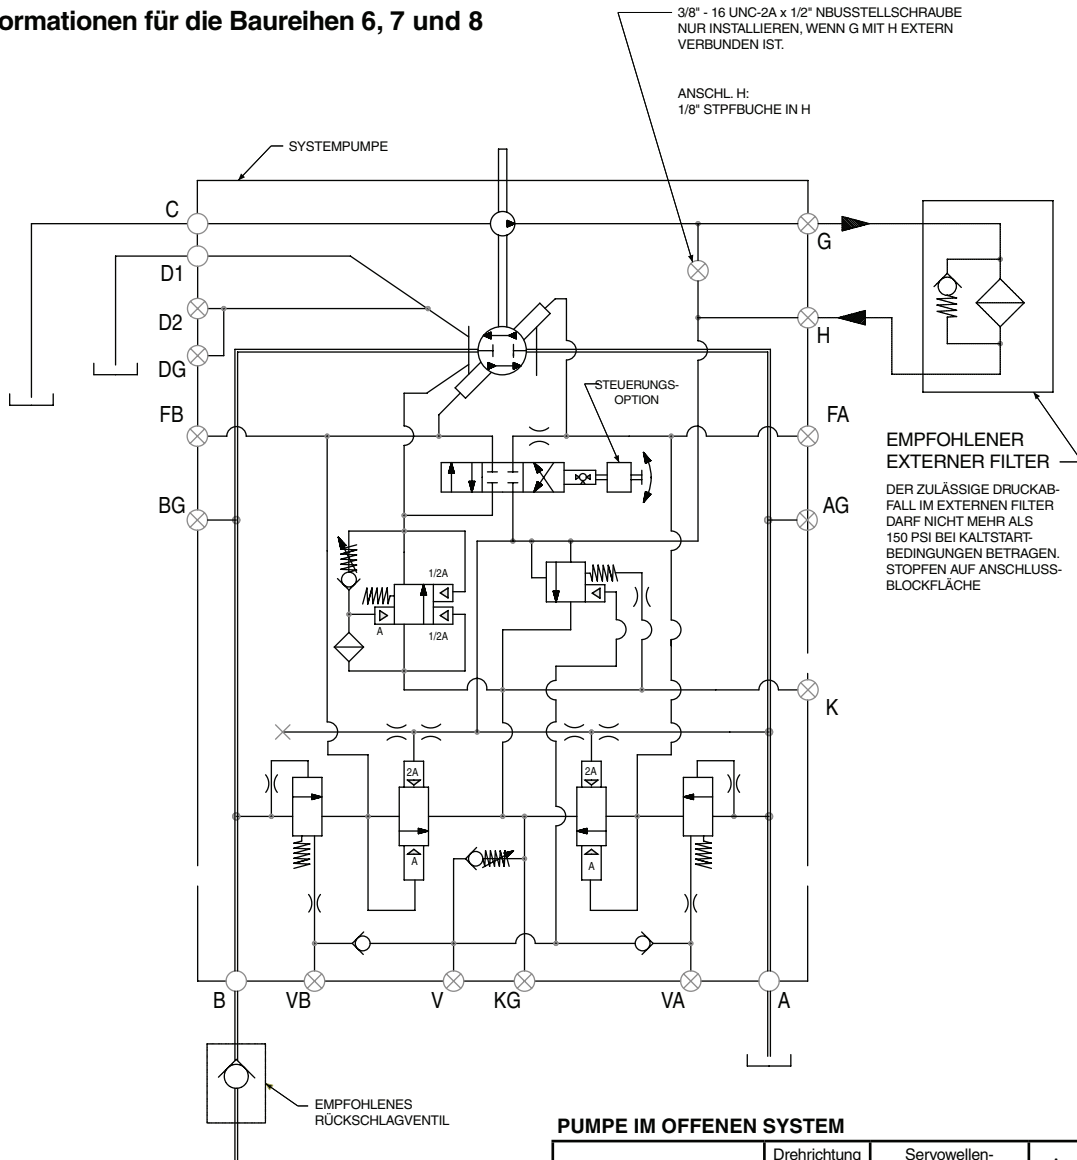 ormationen für die Baureihen 6, 7 und 8
3/8" - 16 UNC-2A x 1/2" NBUSSTELLSCHRAUBE
NUR INSTALLIEREN, WENN G MIT H EXTERN
VERBUNDEN IST.
ANSCHL. H:
1/8" STPFBUCHE IN H
SYSTEMPUMPE
C
G
D1
D2
H
DG
STEUERUNGS-
OPTION
FB
FA
EMPFOHLENER
EXTERNER FILTER
DER ZULÄSSIGE DRUCKAB-
FALL IM EXTERNEN FILTER
DARF NICHT MEHR ALS
150 PSI BEI KALTSTART-
BEDINGUNGEN BETRAGEN.
STOPFEN AUF ANSCHLUSS-
BLOCKFLÄCHE
BG
AG
1/2A
A
1/2A
K
2A
2A
A
A
B
VB
V
KG
VA
A
EMPFOHLENES
RÜCKSCHLAGVENTIL
PUMPE IM OFFENEN SYSTEM
Drehrichtung
Servowellen-